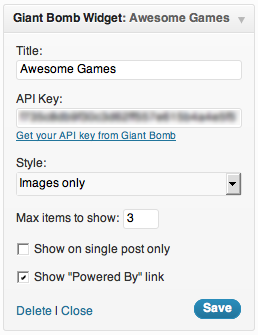 Giant Bomb Widget: Awesome Games
Title:
Awesome Games
API Key:
Get your API key from Giant Bomb
Style:
Images only
Max items to show: 3
Show on single post only
Show "Powered By" link
Delete | Close
Save